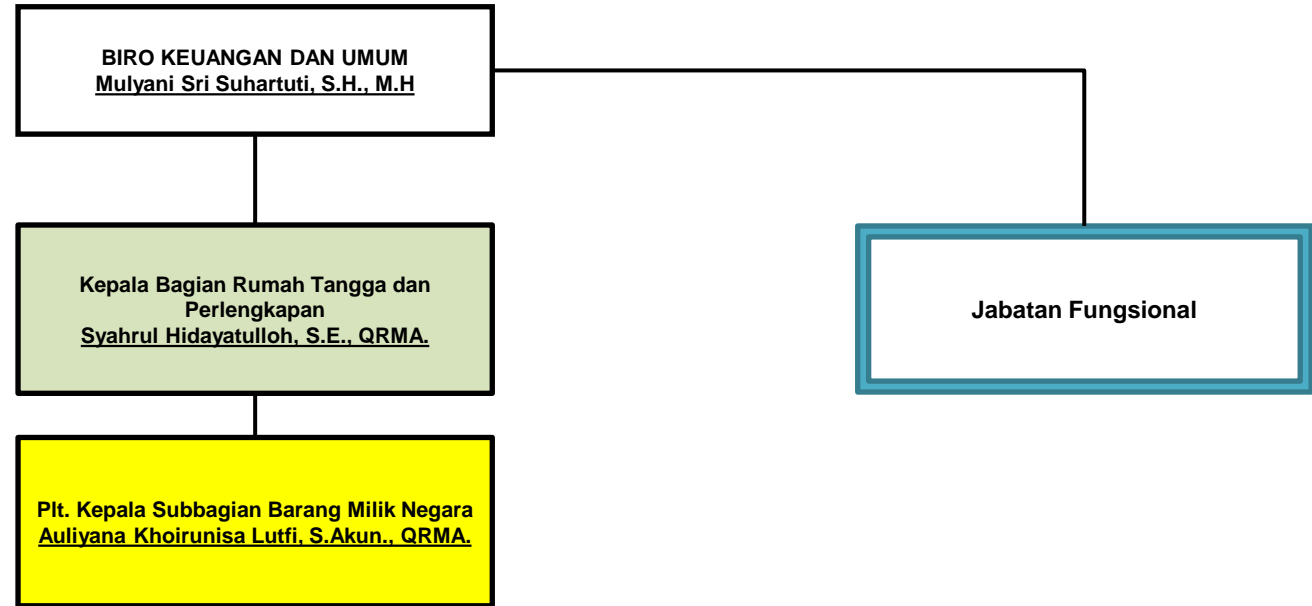 BIRO KEUANGAN DAN UMUM
Mulyani Sri Suhartuti, S.H., M.H
Kepala Bagian Rumah Tangga dan
Perlengkapan
Syahrul Hidayatulloh, S.E., QRMA.
Jabatan Fungsional
Plt. Kepala Subbagian Barang Milik Negara
Auliyana Khoirunisa Lutfi, S.Akun., QRMA.